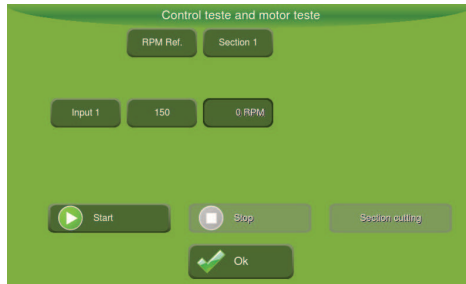 Control teste and motor teste
RPM Ref. Section 1
Input 1 150 0 RPM
Start Stop Section cutting
Ok